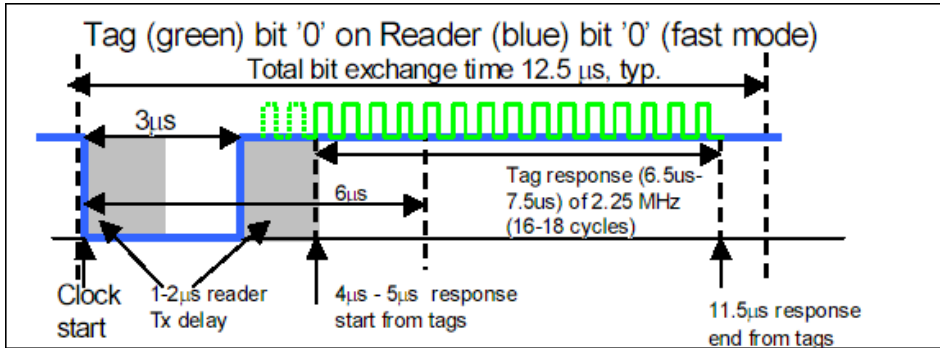 Tag (green) bit '0' on Reader (blue) bit '0' (fast mode)
Total bit exchange time 12.5 μs, typ.
3μs
6μs
Tag response (6.5us-
7.5us) of 2.25 MHz
(16-18 cycles)
Clock
start
1-2μs reader
Tx delay
4μs - 5μs response
start from tags
11.5μs response
end from tags